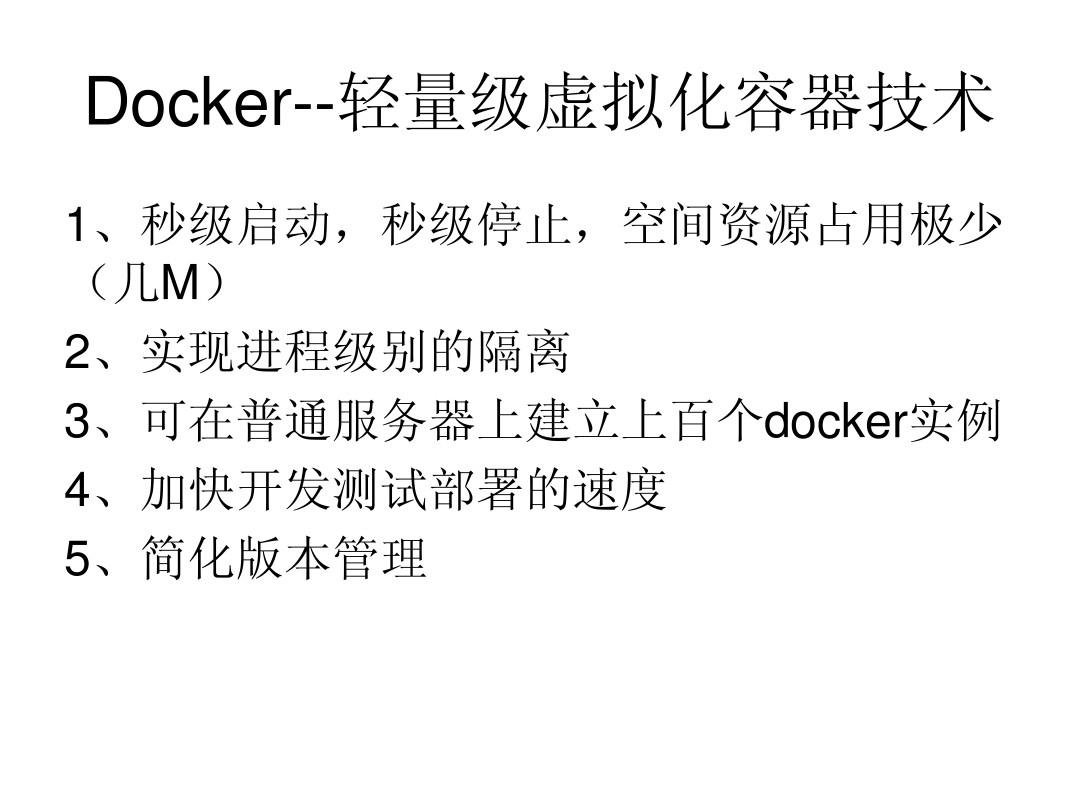 Docker--轻量级虚拟化容器技术
1、秒级启动，秒级停止，空间资源占用极少
（几M）
2、实现进程级别的隔离
3、可在普通服务器上建立上百个docker实例
4、加快开发测试部署的速度
5、简化版本管理